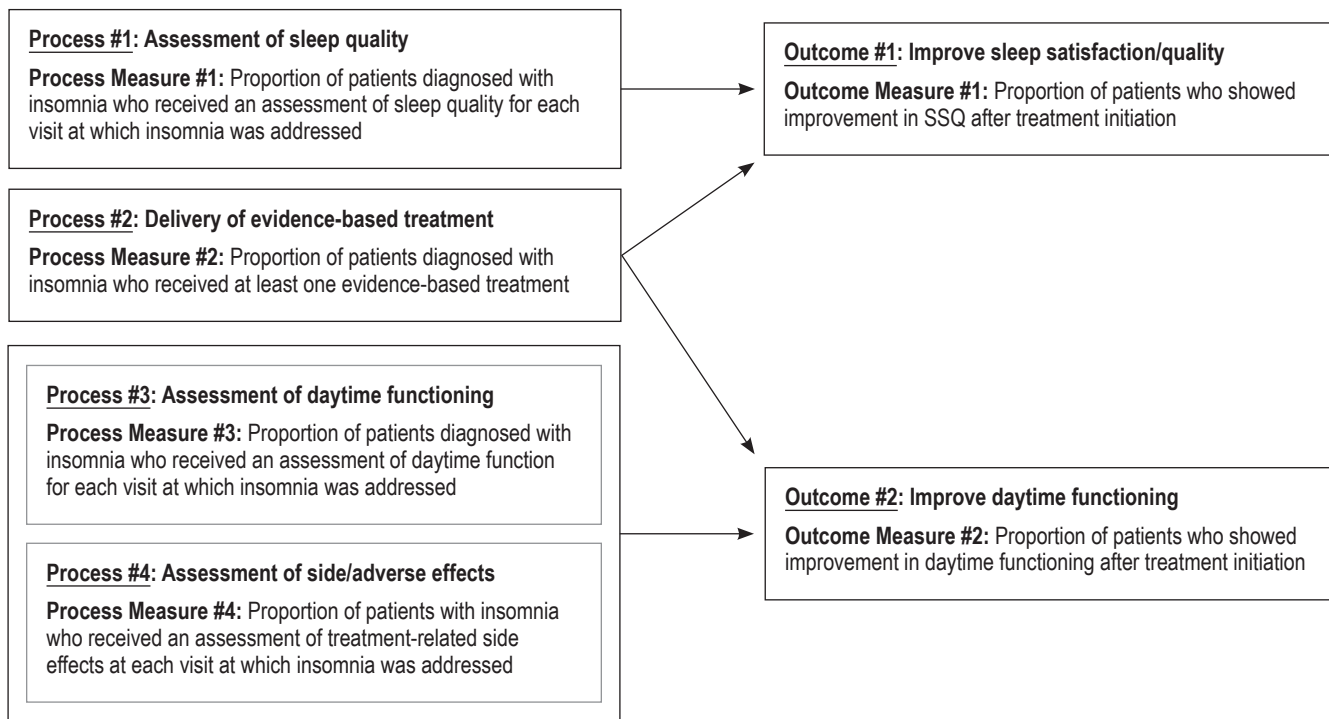 Process #1: Assessment of sleep quality
Process Measure #1: Proportion of patients diagnosed with
insomnia who received an assessment of sleep quality for each
visit at which insomnia was addressed
Process #2: Delivery of evidence-based treatment
Process Measure #2: Proportion of patients diagnosed with
insomnia who received at least one evidence-based treatment
Process #3: Assessment of daytime functioning
Process Measure #3: Proportion of patients diagnosed with
insomnia who received an assessment of daytime function
for each visit at which insomnia was addressed
Process #4: Assessment of side/adverse effects
Process Measure #4: Proportion of patients with insomnia
who received an assessment of treatment-related side
effects at each visit at which insomnia was addressed
Outcome #1: Improve sleep satisfaction/quality
Outcome Measure #1: Proportion of patients who showed
improvement in SSQ after treatment initiation
Outcome #2: Improve daytime functioning
Outcome Measure #2: Proportion of patients who showed
improvement in daytime functioning after treatment initiation